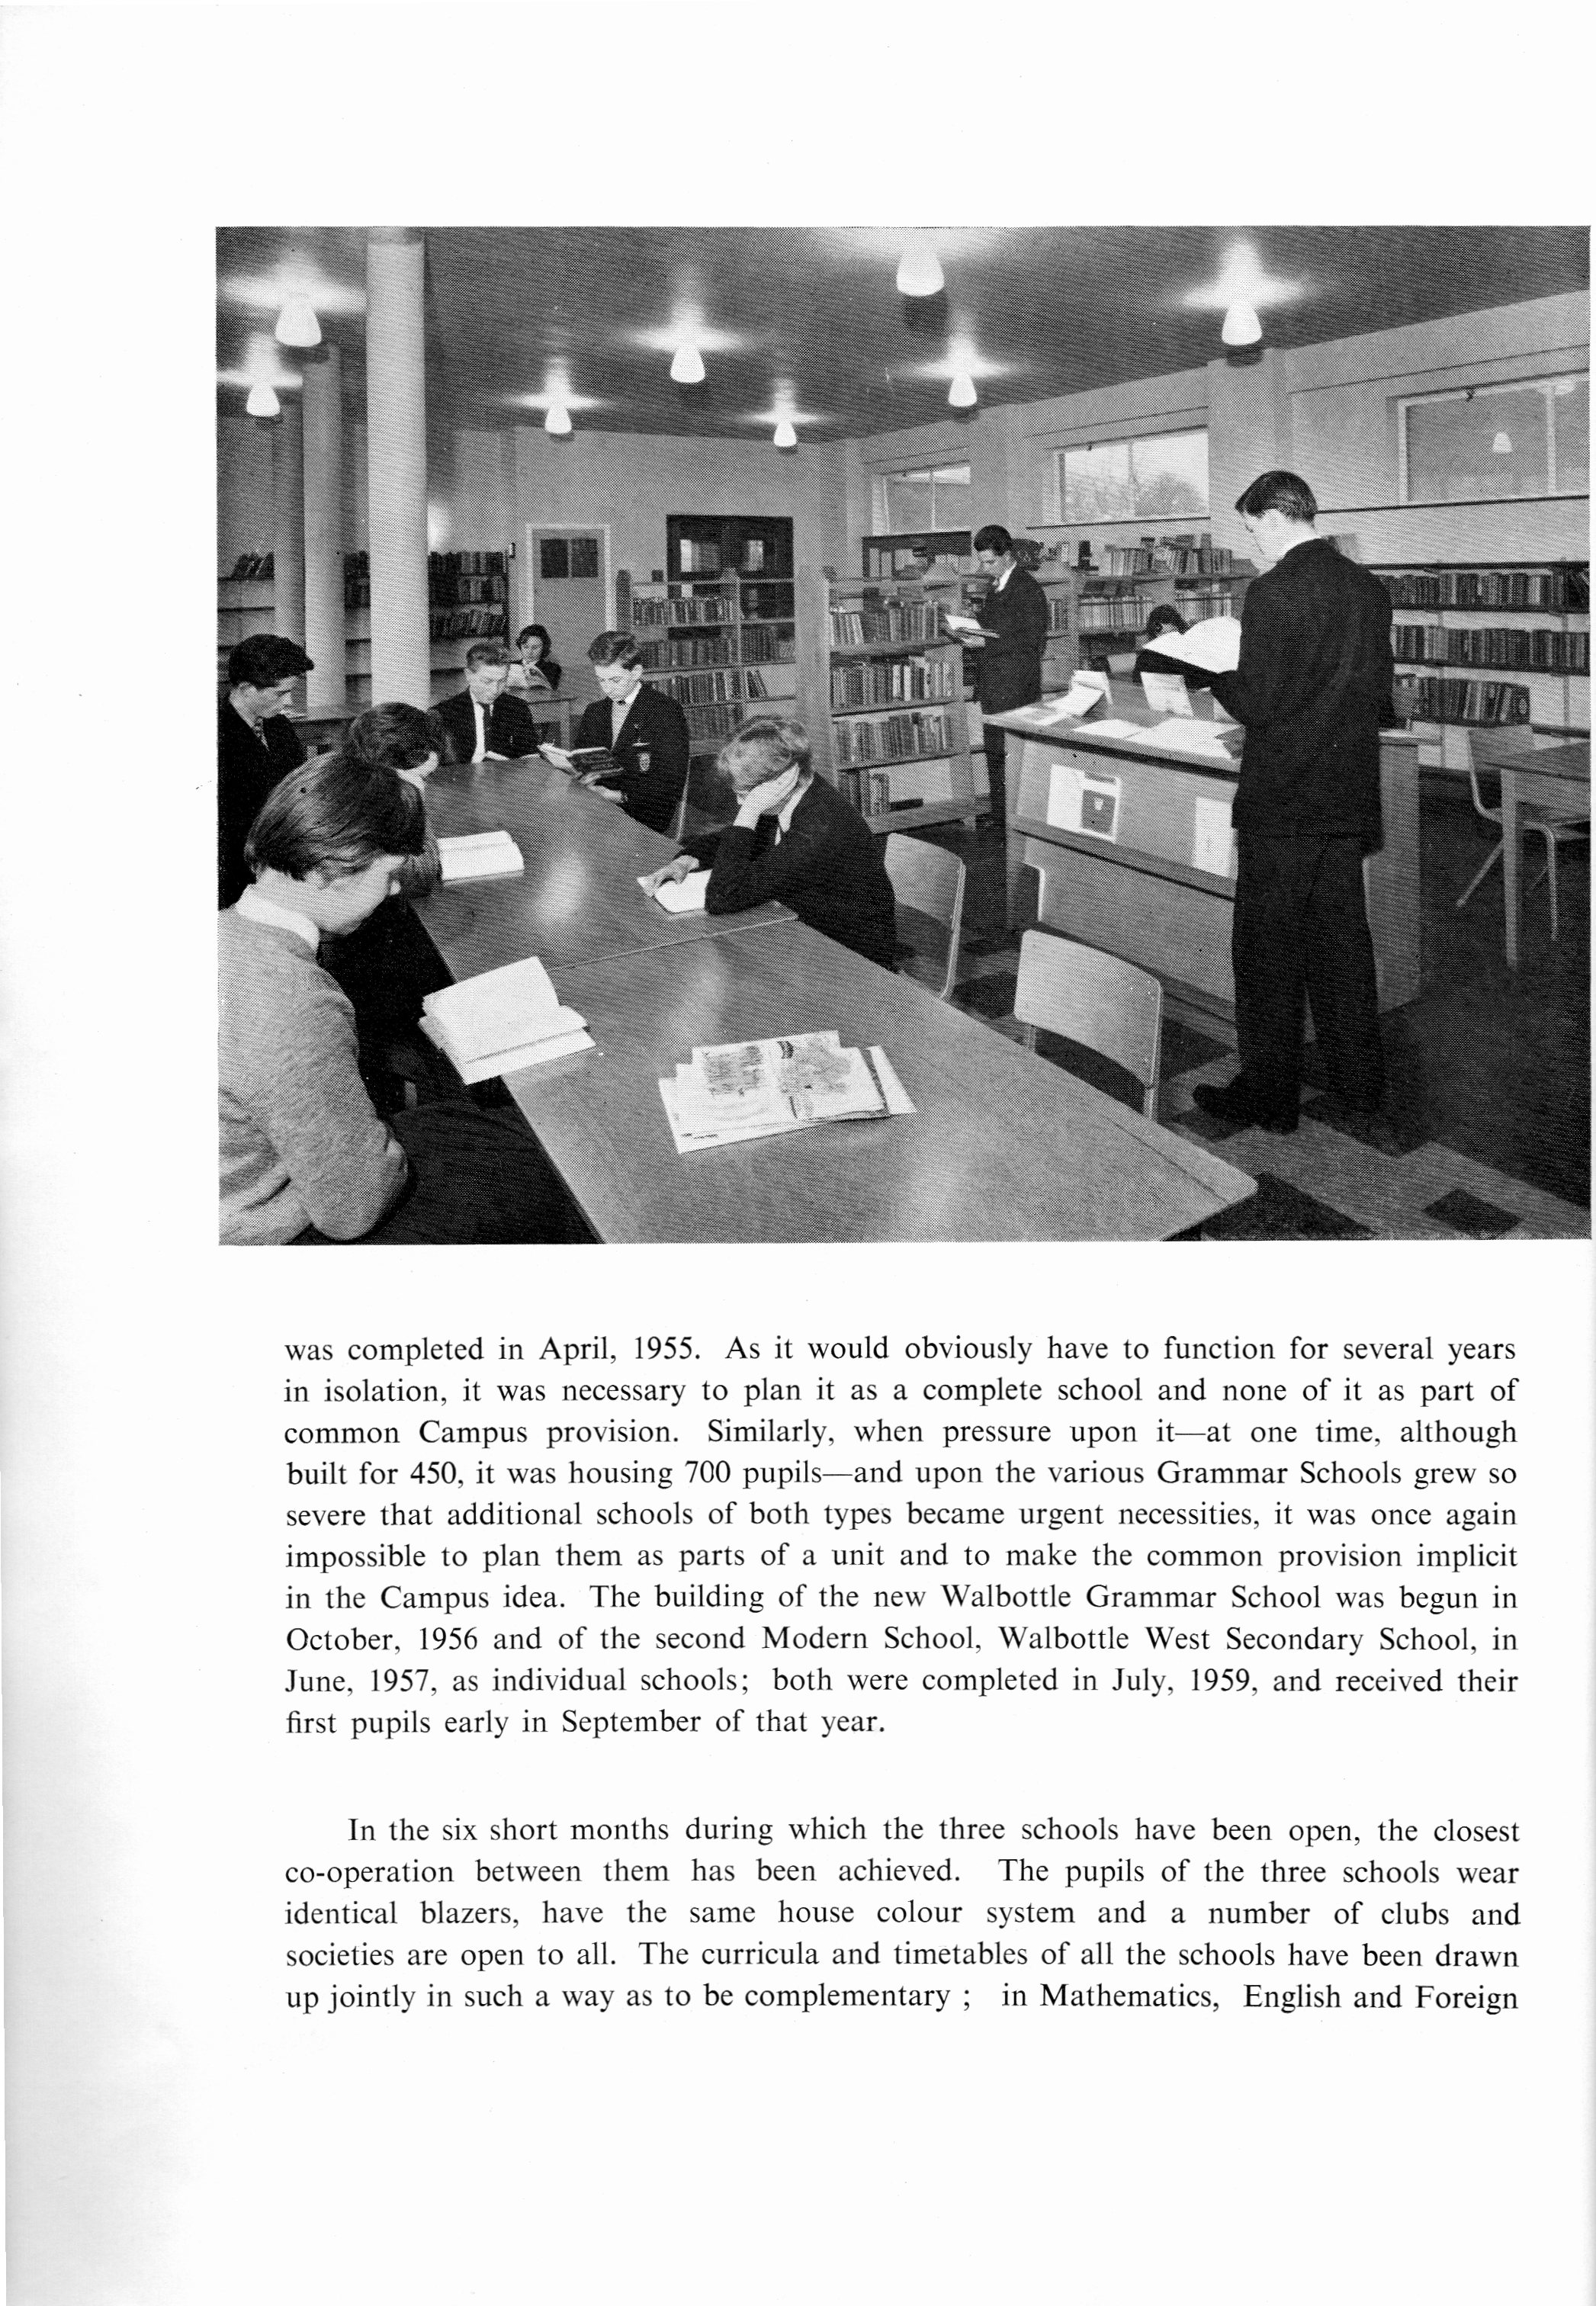 was completed in April, 1955. As it would obviously have to function for several years
in isolation, it was necessary to plan it as a complete school and none of it as part of
common Campus provision. Similarly, when pressure upon it—at one time, although
built for 450, it was housing 700 pupils—and upon the various Grammar Schools grew so
severe that additional schools of both types became urgent necessities, it was once again
impossible to plan them as parts of a unit and to make the common provision implicit
in the Campus idea. The building of the new Walbottle Grammar School was begun in
October, 1956 and of the second Modern School, Walbottle West Secondary School, in
June, 1957, as individual schools; both were completed in July, 1959, and received their
first pupils early in September of that year.
In the six short months during which the three schools have been open, the closest
co-operation between them has been achieved. The pupils of the three schools wear
identical blazers, have the same house colour system and a number of clubs and
societies are open to all. The curricula and timetables of all the schools have been drawn
up jointly in such a way as to be complementary ; in Mathematics, English and Foreign